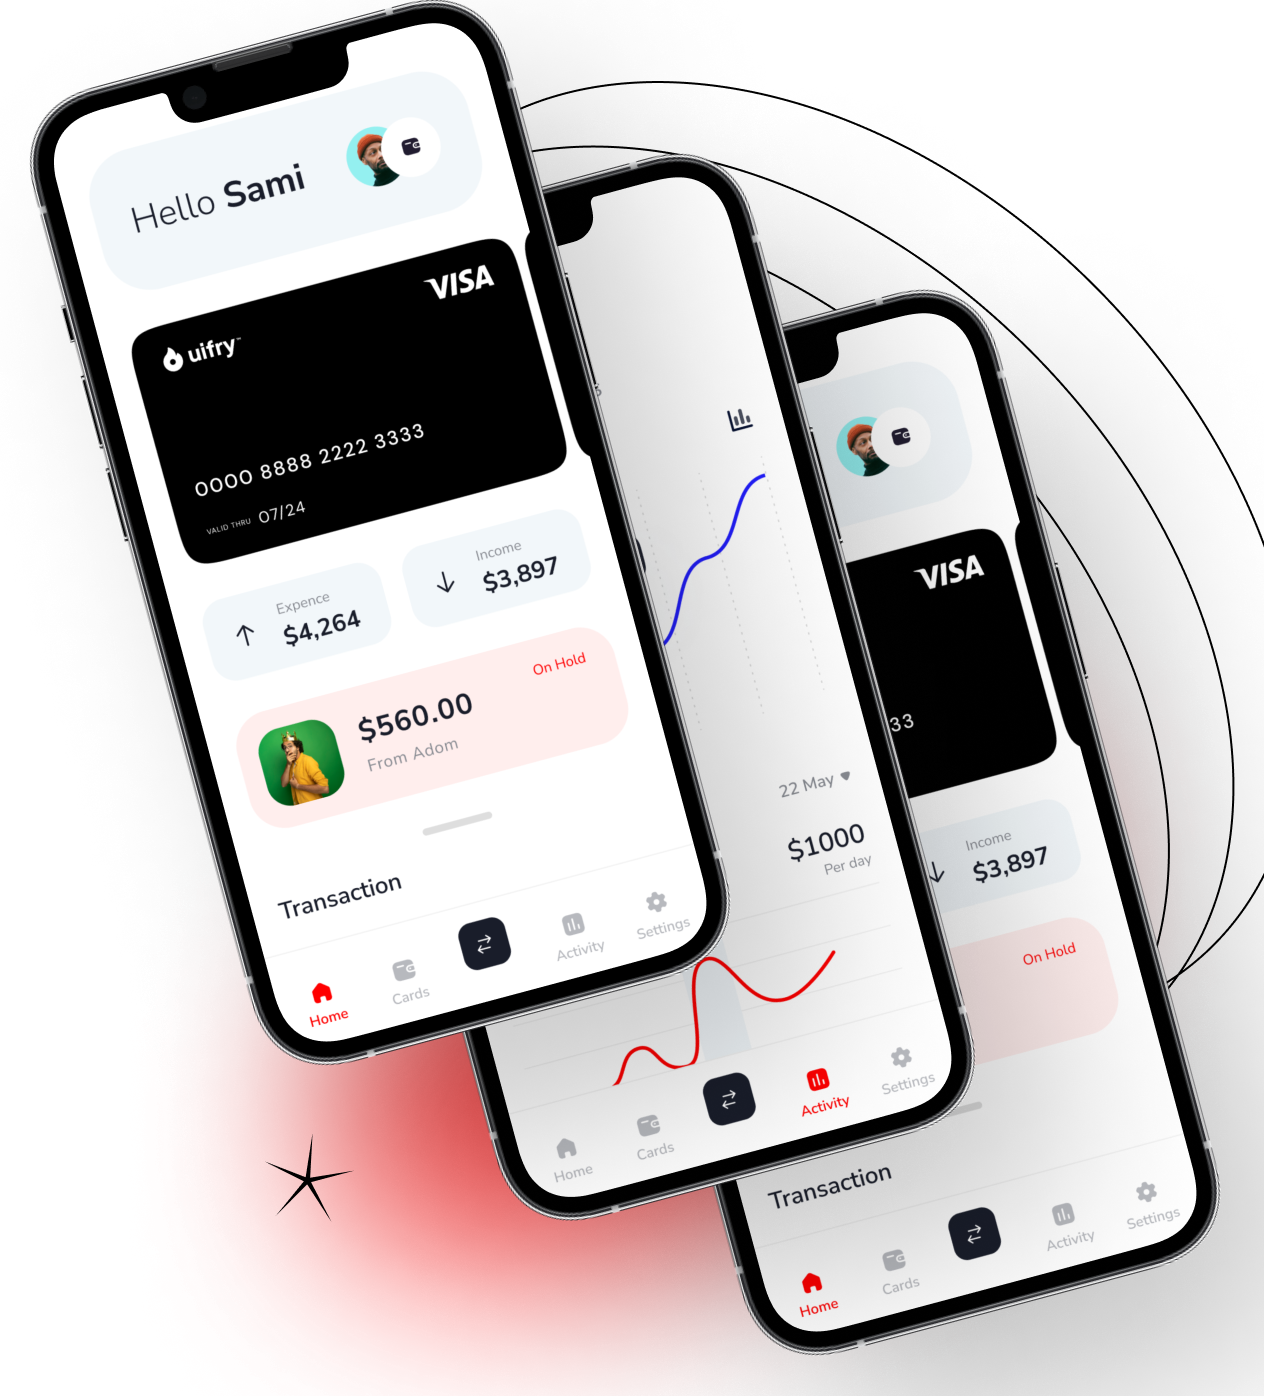 Hello Sami
VISA
uifry™
0000 8888 2222 3333
VALID THRU 07/24
Expence
$4,264
Income
$3,897
On Hold
$560.00
From Adom
Transaction
Home
Cards
Activity
Settings
22 May
$1000
Per day
Home
Cards
Activity
Settings
VISA
33
Income
$3,897
On Hold
Transaction
Home
Cards
Activity
Settings